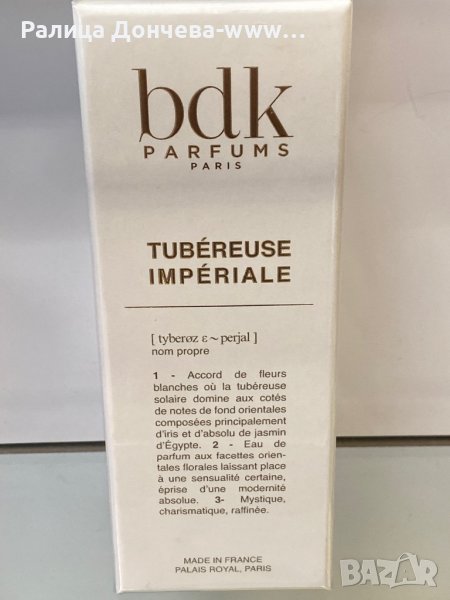 Ралица Дончева-www...
bdk
PARFUMS
PARIS
TUBÉREUSE
IMPÉRIALE
[ tyberøz ε ~ perjal ]
nom propre
1 - Accord de fleurs
blanches où la tubéreuse
solaire domine aux cotés
de notes de fond orientales
composées principalement
d'iris et d'absolu de jasmin
d'Égypte. 2 - Eau de
parfum aux facettes orien-
tales florales laissant place
à une sensualité certaine,
éprise d'une modernité
absolue. 3- Mystique,
charismatique, raffinée.
MADE IN FRANCE
PALAIS ROYAL, PARIS
BAZAR